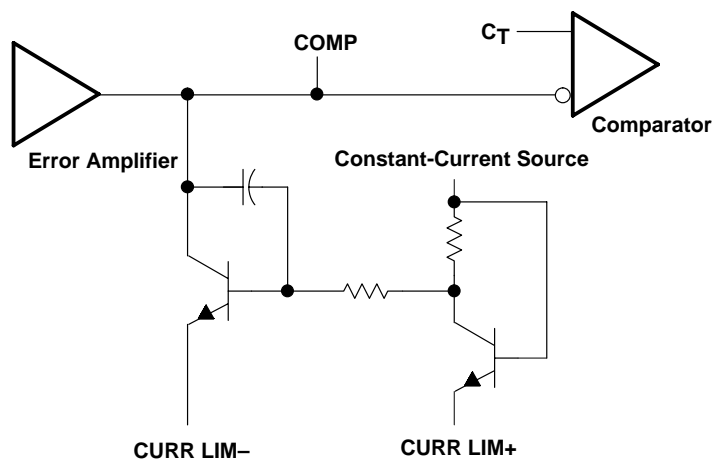 COMP
CT
Comparator
Error Amplifier
Constant-Current Source
CURR LIM–
CURR LIM+